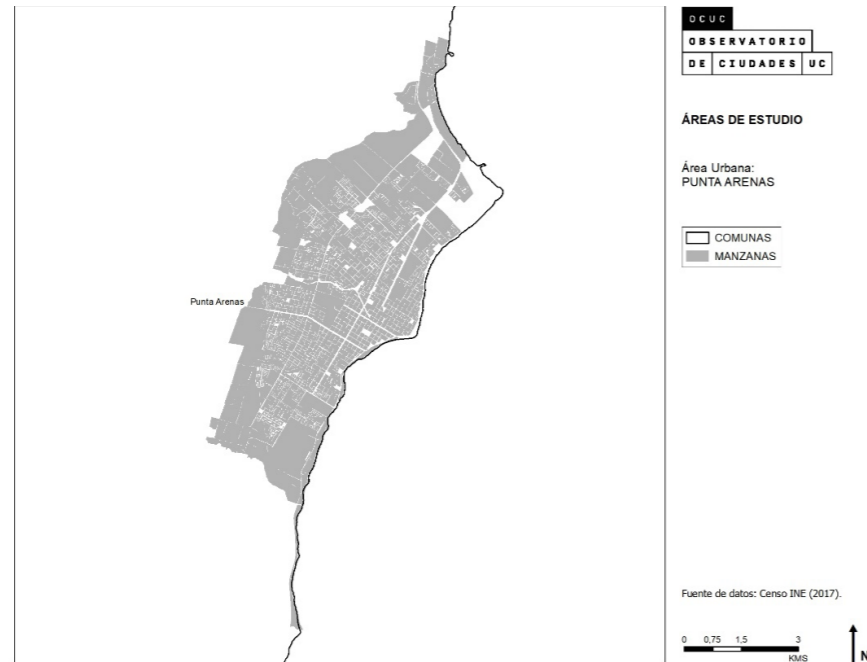 OCUC
OBSERVATORIO
DE CIUDADES UC
ÁREAS DE ESTUDIO
Área Urbana:
PUNTA ARENAS
COMUNAS
MANZANAS
Punta Arenas
Fuente de datos: Censo INE (2017).
0 0,75 1,5 3
KMS
N